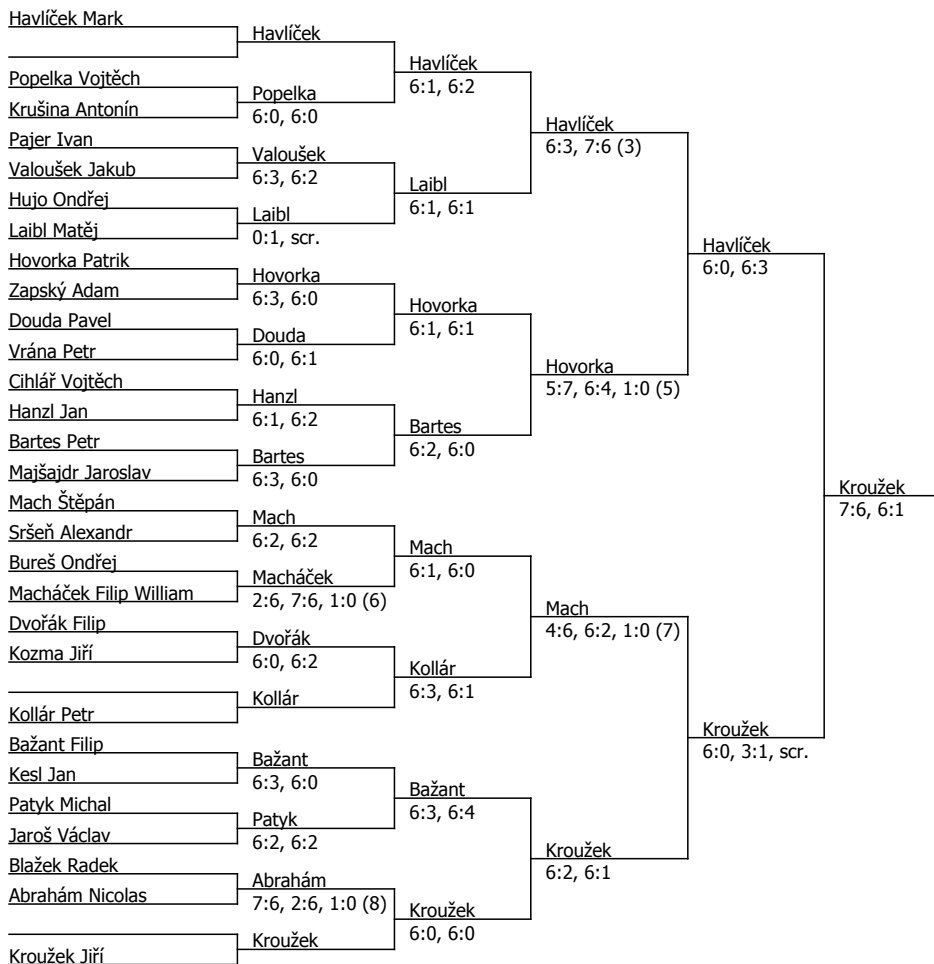 Havlíček Mark
Havlíček
Havlíček
6:1, 6:2
Popelka Vojtěch
Popelka
6:0, 6:0
Krušina Antonín
Havlíček
6:3, 7:6 (3)
Pajer Ivan
Valoušek
6:3, 6:2
Valoušek Jakub
Laibl
6:1, 6:1
Hujo Ondřej
Laibl
0:1, scr.
Laibl Matěj
Havlíček
6:0, 6:3
Hovorka Patrik
Hovorka
6:3, 6:0
Zapský Adam
Hovorka
6:1, 6:1
Douda Pavel
Douda
6:0, 6:1
Vrána Petr
Hovorka
5:7, 6:4, 1:0 (5)
Cihlář Vojtěch
Hanzl
6:1, 6:2
Hanzl Jan
Bartes
6:2, 6:0
Bartes Petr
Bartes
6:3, 6:0
Majšajdr Jaroslav
Kroužek
7:6, 6:1
Mach Štěpán
Mach
6:2, 6:2
Sršeň Alexandr
Mach
6:1, 6:0
Bureš Ondřej
Macháček
2:6, 7:6, 1:0 (6)
Macháček Filip William
Mach
4:6, 6:2, 1:0 (7)
Dvořák Filip
Dvořák
6:0, 6:2
Kozma Jiří
Kollár
6:3, 6:1
Kollár
Kollár Petr
Kroužek
6:0, 3:1, scr.
Bažant Filip
Bažant
6:3, 6:0
Kesl Jan
Bažant
6:3, 6:4
Patyk Michal
Patyk
6:2, 6:2
Jaroš Václav
Kroužek
6:2, 6:1
Blažek Radek
Abrahám
7:6, 2:6, 1:0 (8)
Abrahám Nicolas
Kroužek
6:0, 6:0
Kroužek
Kroužek Jiří